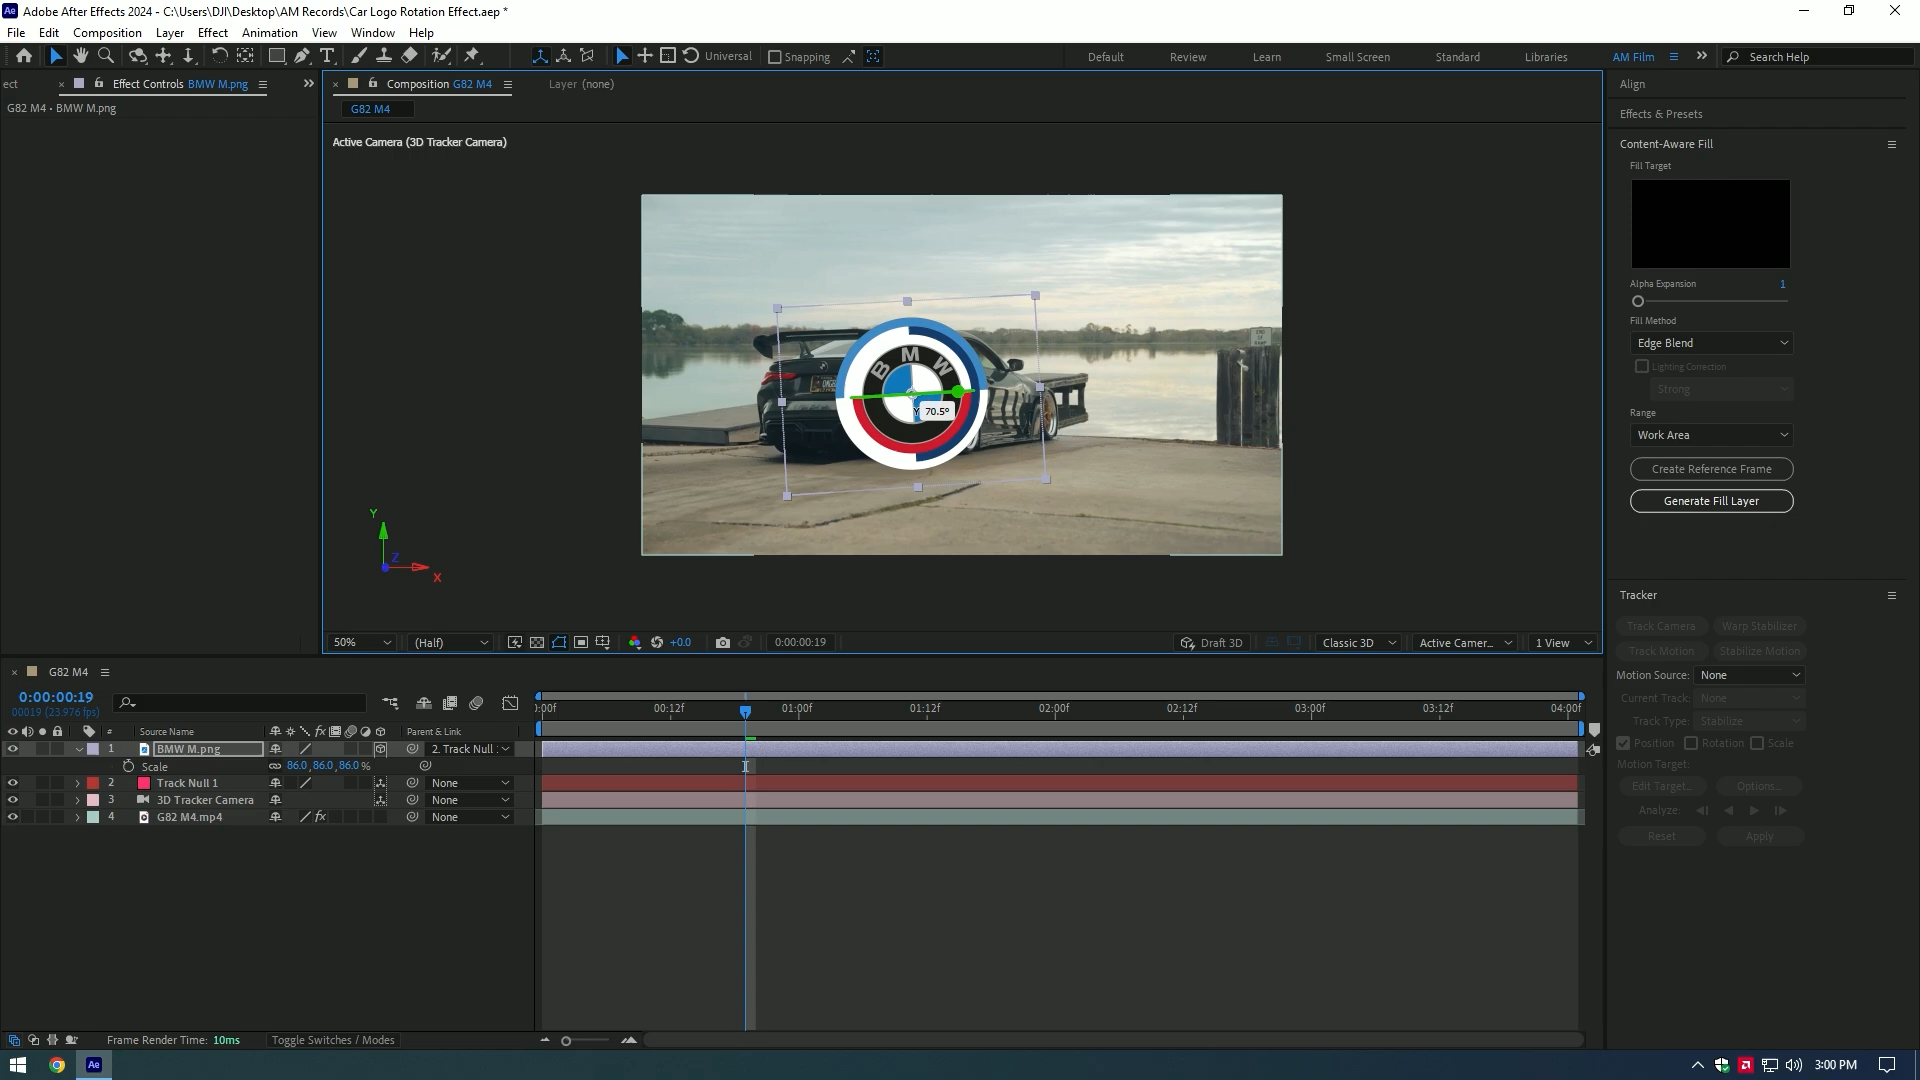 Adobe After Effects 2024 - C:\Users\DJI\Desktop\AM Records\Car Logo Rotation Effect.aep *
File Edit Composition Layer Effect Animation View Window Help
Universal Snapping Default Review Learn Small Screen Standard Libraries AM Film Search Help
ect Effect Controls BMW M.png
G82 M4 • BMW M.png
Composition G82 M4
Layer (none)
G82 M4
Active Camera (3D Tracker Camera)
BMW
Y 70.5°
Y
Z
X
50% (Half) +0.0 0:00:00:19 Draft 3D Classic 3D Active Camer... 1 View
Align
Effects & Presets
Content-Aware Fill
Fill Target
Alpha Expansion 1
Fill Method
Edge Blend
Lighting Correction
Strong
Range
Work Area
Create Reference Frame
Generate Fill Layer
Tracker
Track Camera Warp Stabilizer
Track Motion Stabilize Motion
Motion Source: None
Current Track: None
Track Type: Stabilize
Position Rotation Scale
Motion Target:
Edit Target... Options...
Analyze:
Reset Apply
G82 M4
0:00:00:19
00019 (23.976 fps)
# Source Name Parent & Link
1 BMW M.png 2. Track Null
Scale 86.0, 86.0, 86.0 %
2 Track Null 1 None
3 3D Tracker Camera None
4 G82 M4.mp4 fx None
):00f 00:12f 01:00f 01:12f 02:00f 02:12f 03:00f 03:12f 04:00f
Frame Render Time: 10ms Toggle Switches / Modes
Ae
3:00 PM